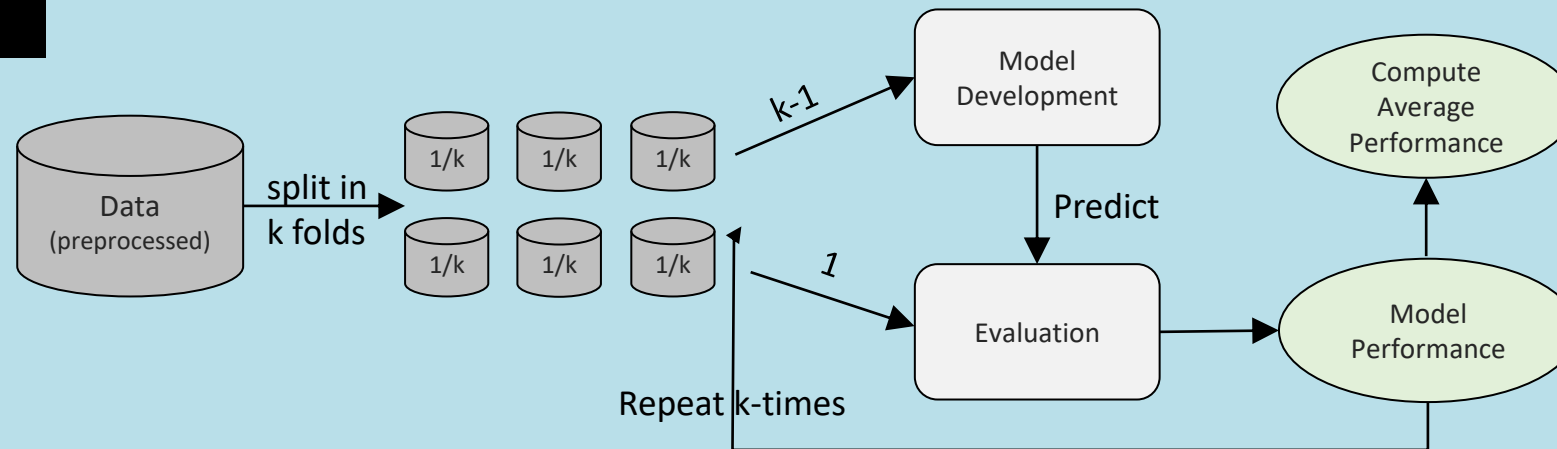 Data
(preprocessed)
split in
k folds
1/k
1/k
1/k
1/k
1/k
1/k
k-1
1
Model
Development
Predict
Evaluation
Repeat k-times
Compute
Average
Performance
Model
Performance